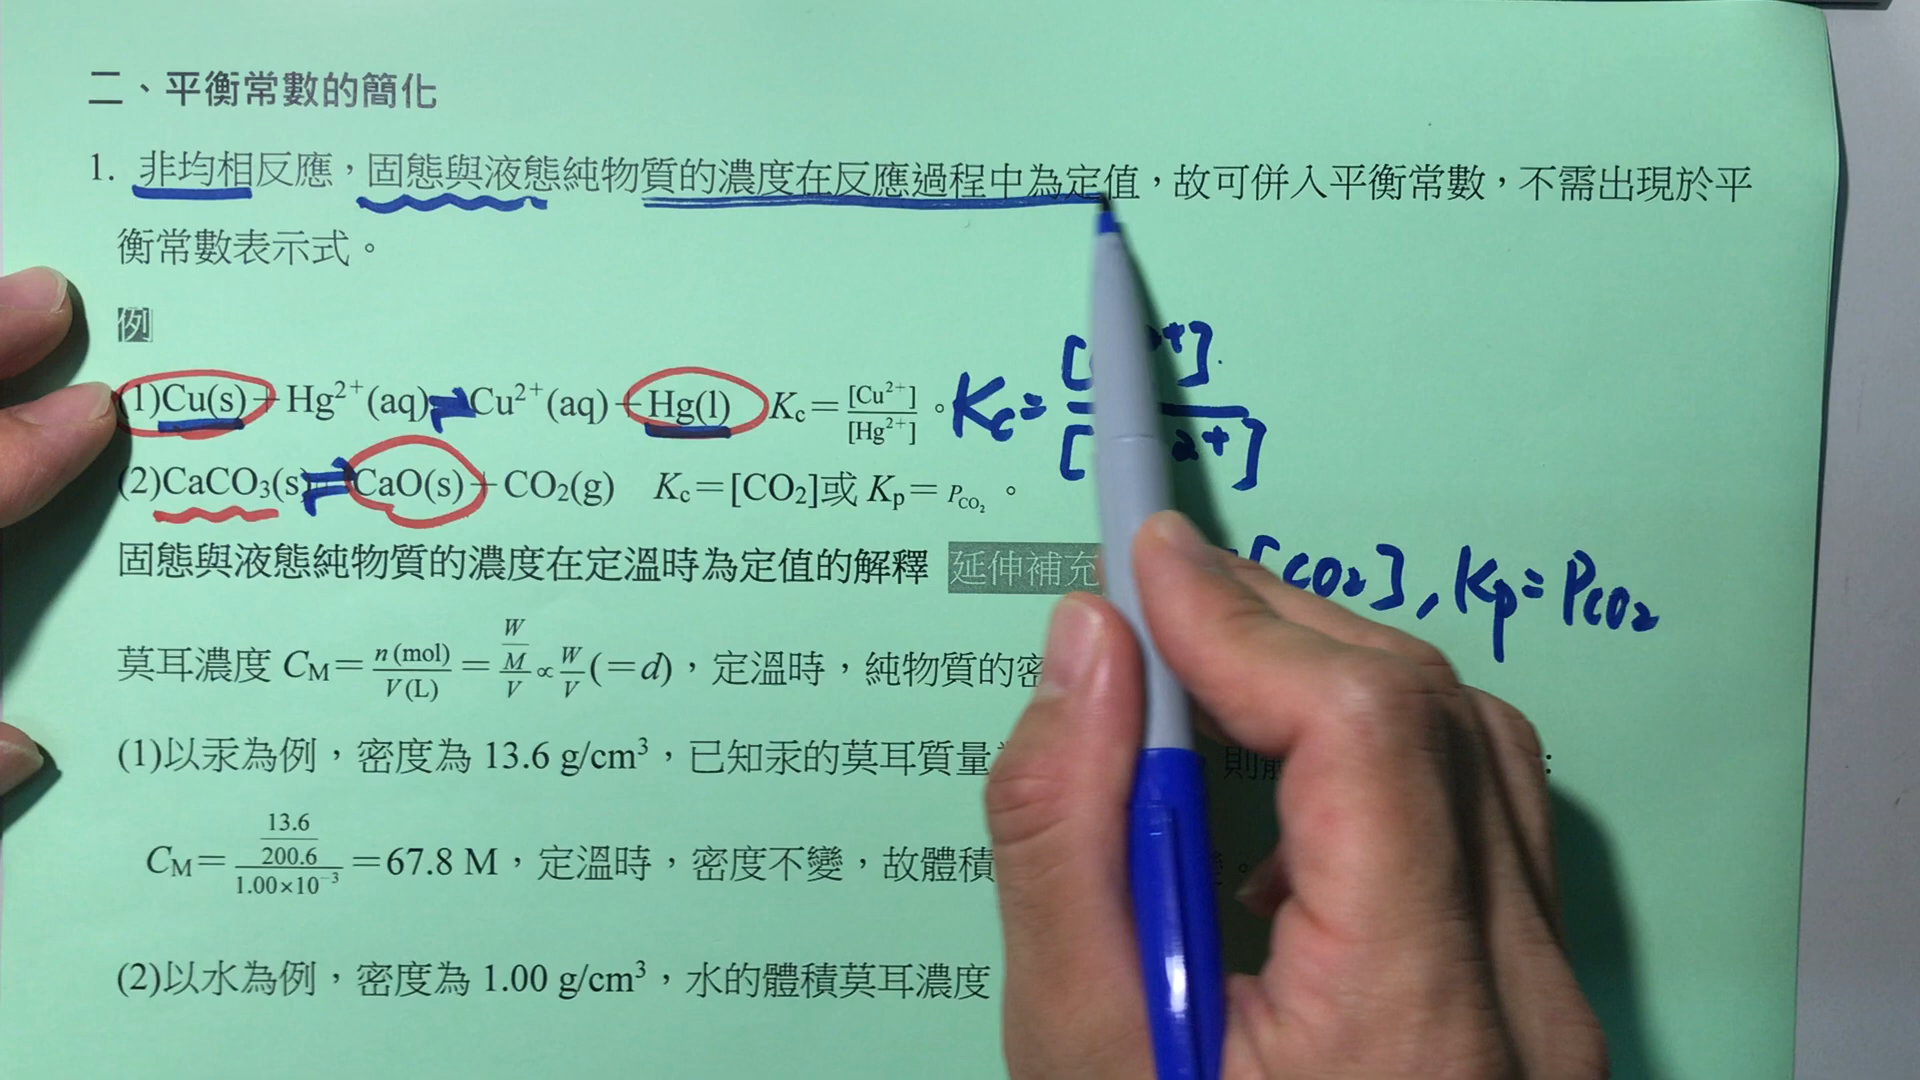 二、平衡常數的簡化
1. 非均相反應,固態與液態純物質的濃度在反應過程中為定值,故可併入平衡常數,不需出現於平
衡常數表示式。
例
(1)Cu(s)+Hg²⁺(aq)⇌Cu²⁺(aq)+Hg(l) Kc=[Cu²⁺]/[Hg²⁺]。Kc=
(2)CaCO₃(s)⇌CaO(s)+CO₂(g) Kc=[CO₂]或 Kp=P_CO₂。
[CO₂], Kp=P_CO₂
固態與液態純物質的濃度在定溫時為定值的解釋 延伸補充
莫耳濃度 C_M=n(mol)/V(L)=(W/M)/V∝W/V(=d),定溫時,純物質的密
(1)以汞為例,密度為 13.6 g/cm³,已知汞的莫耳質量
C_M=(13.6/200.6)/(1.00×10⁻³)=67.8 M,定溫時,密度不變,故體積
(2)以水為例,密度為 1.00 g/cm³,水的體積莫耳濃度